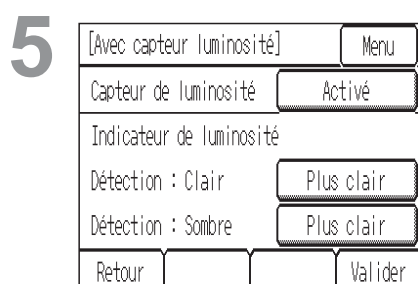 5
[Avec capteur luminosité] Menu
Capteur de luminosité Activé
Indicateur de luminosité
Détection : Clair Plus clair
Détection : Sombre Plus clair
Retour Valider